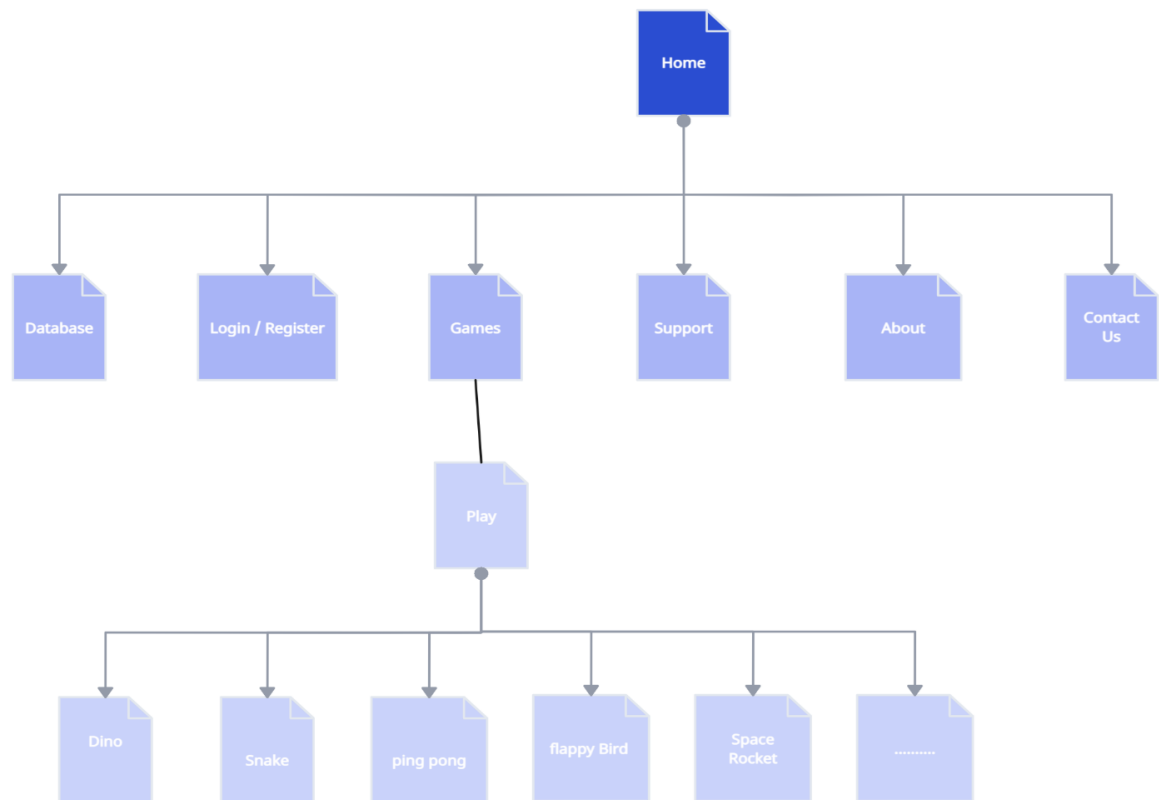 Home
Database
Login / Register
Games
Support
About
Contact
Us
Play
Dino
Snake
ping pong
flappy Bird
Space
Rocket
..........